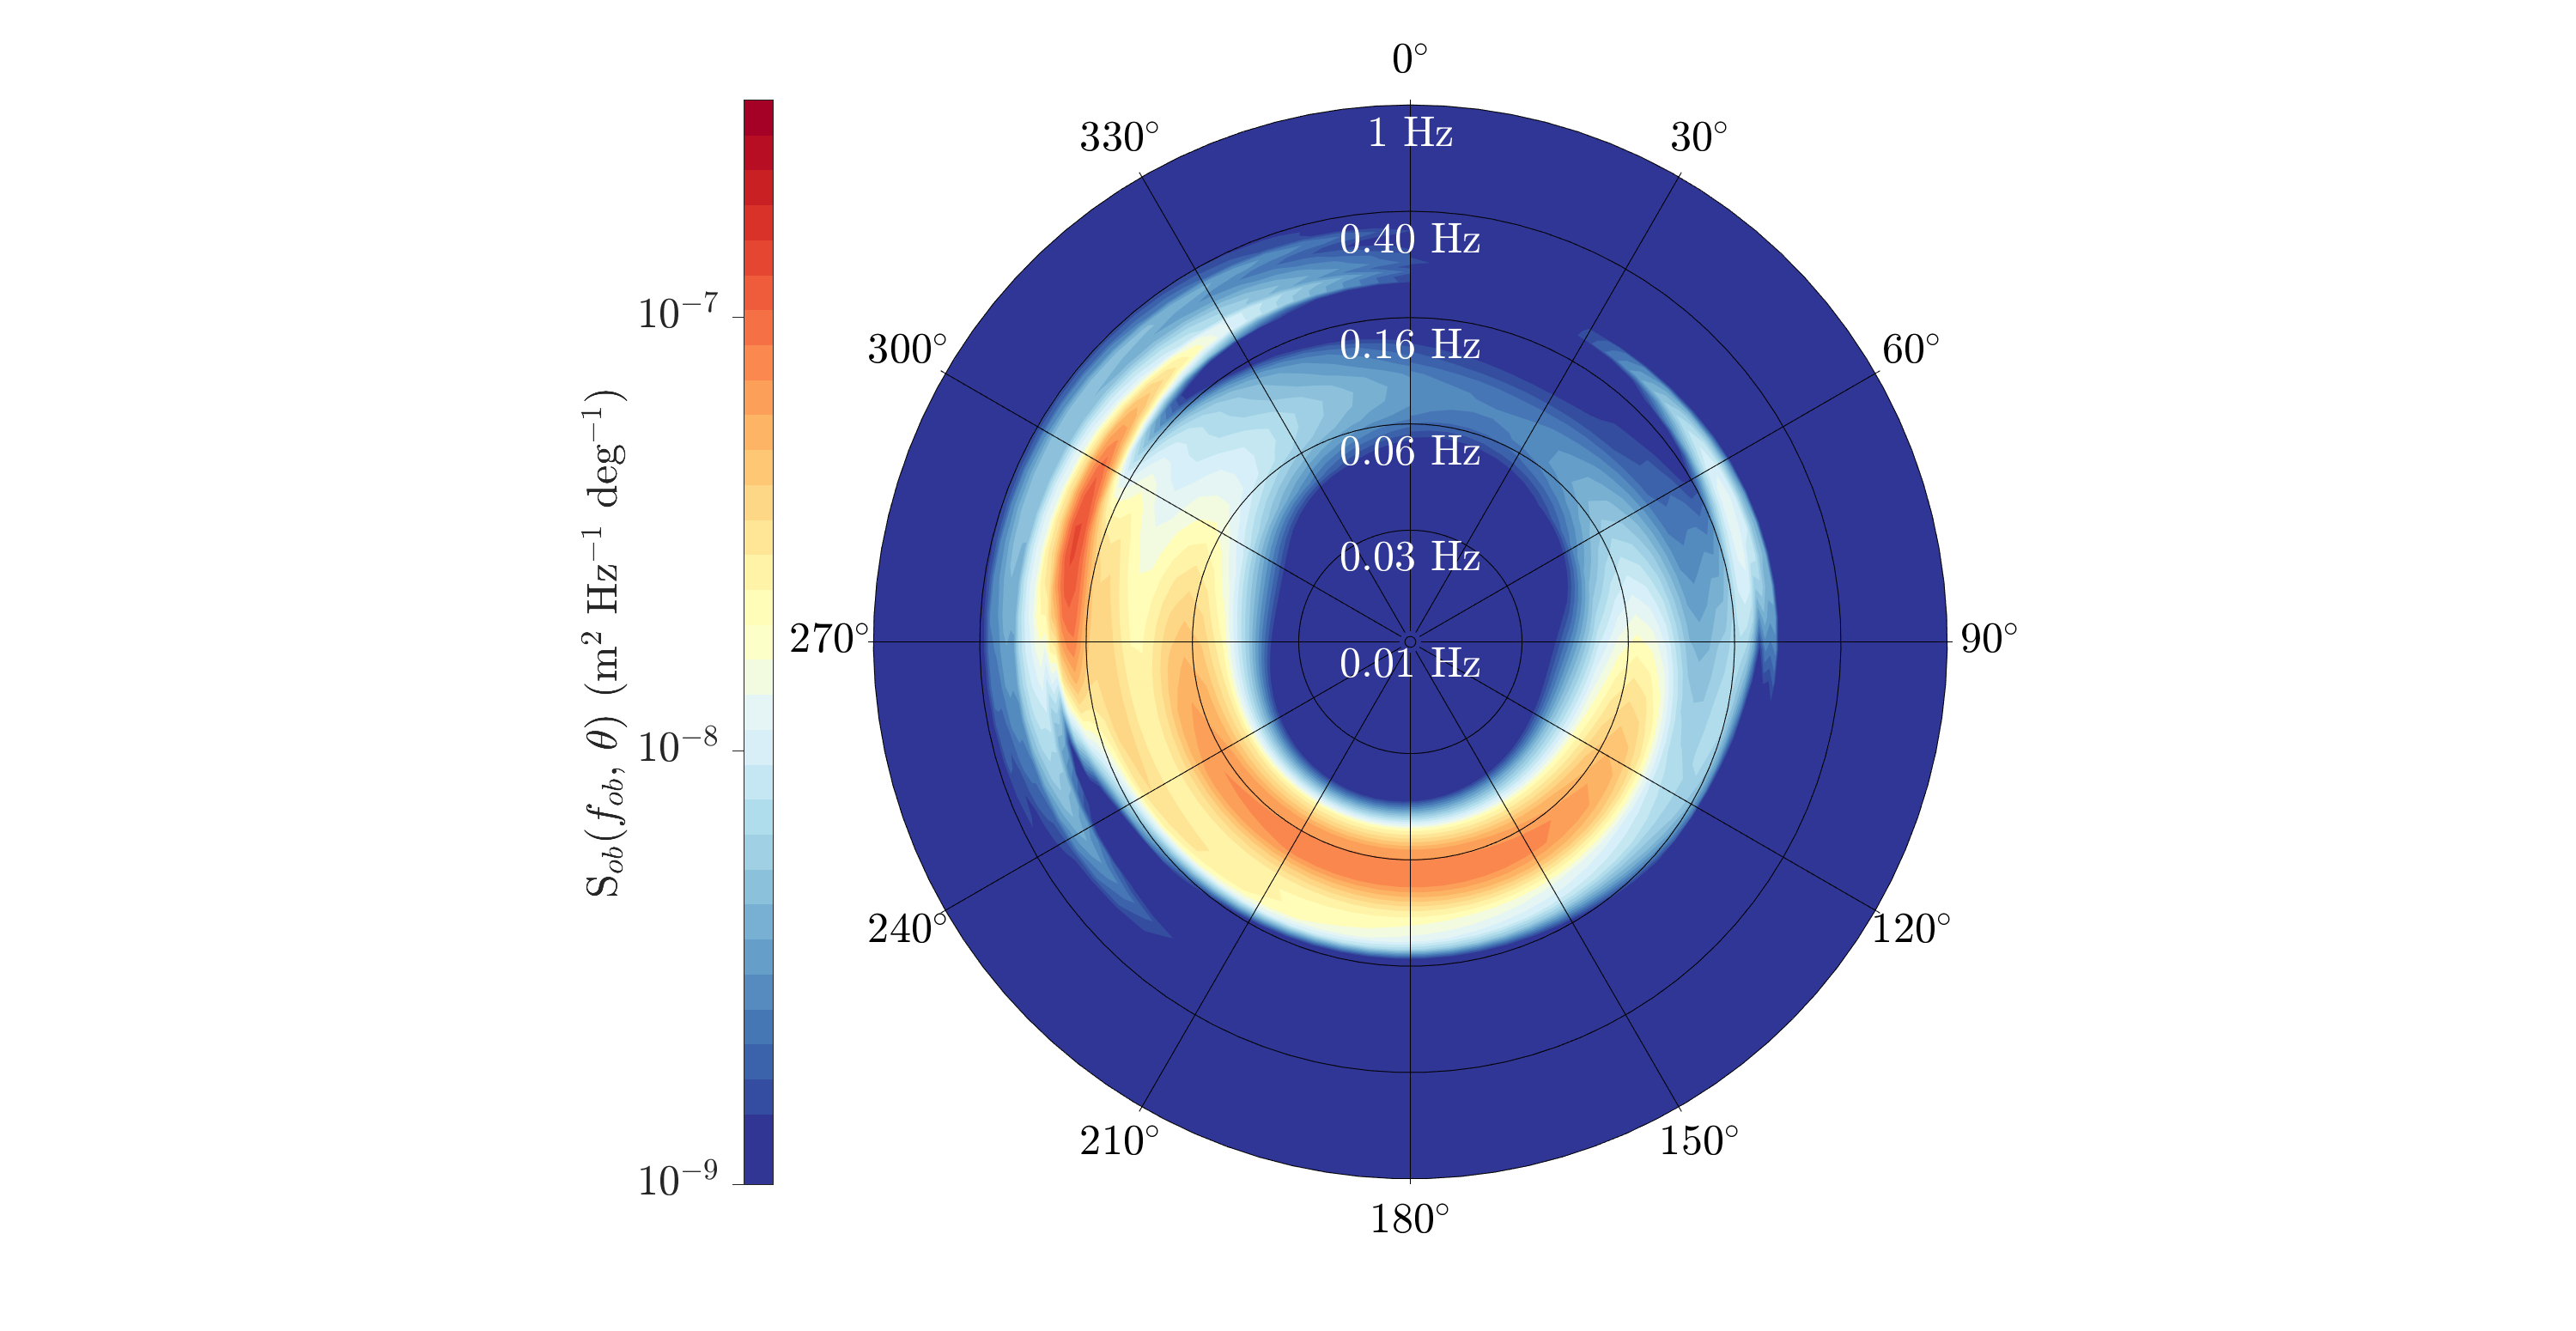 0°
330°
30°
1 Hz
0.40 Hz
10⁻⁷
300°
60°
0.16 Hz
0.06 Hz
0.03 Hz
S_ob(f_ob, θ) (m² Hz⁻¹ deg⁻¹)
270°
90°
0.01 Hz
10⁻⁸
240°
120°
210°
150°
10⁻⁹
180°